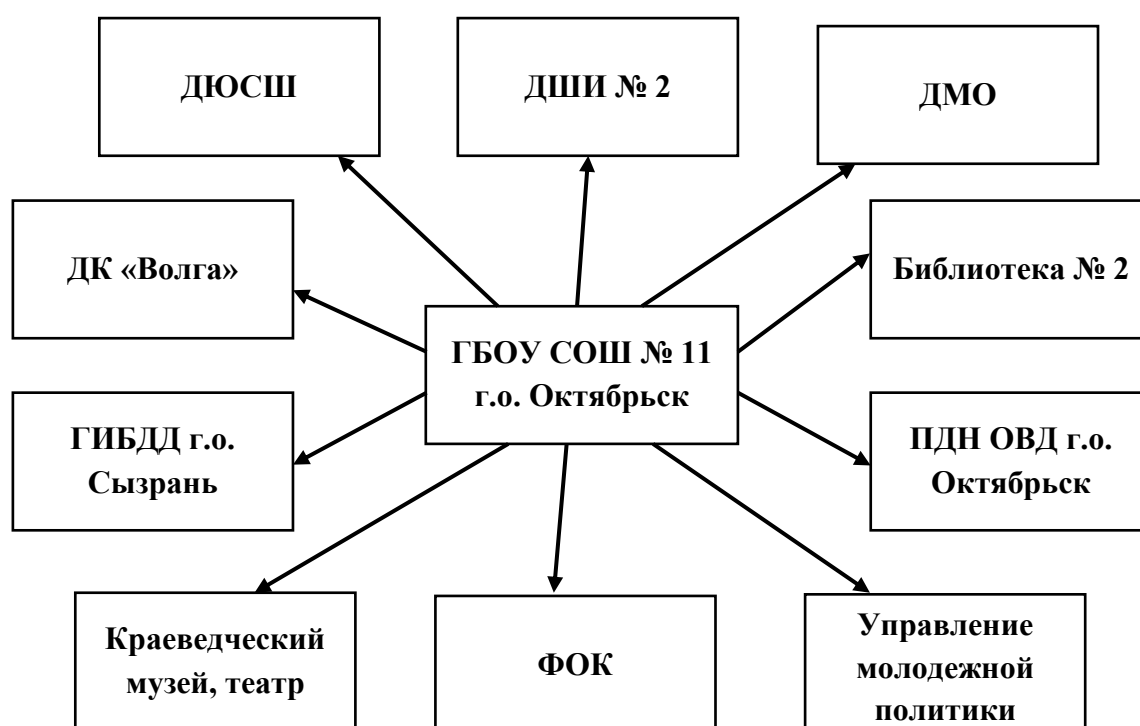 ДЮСШ
ДШИ № 2
ДМО
ДК «Волга»
Библиотека № 2
ГБОУ СОШ № 11
г.о. Октябрьск
ГИБДД г.о.
Сызрань
ПДН ОВД г.о.
Октябрьск
Краеведческий
музей, театр
ФОК
Управление
молодежной
политики